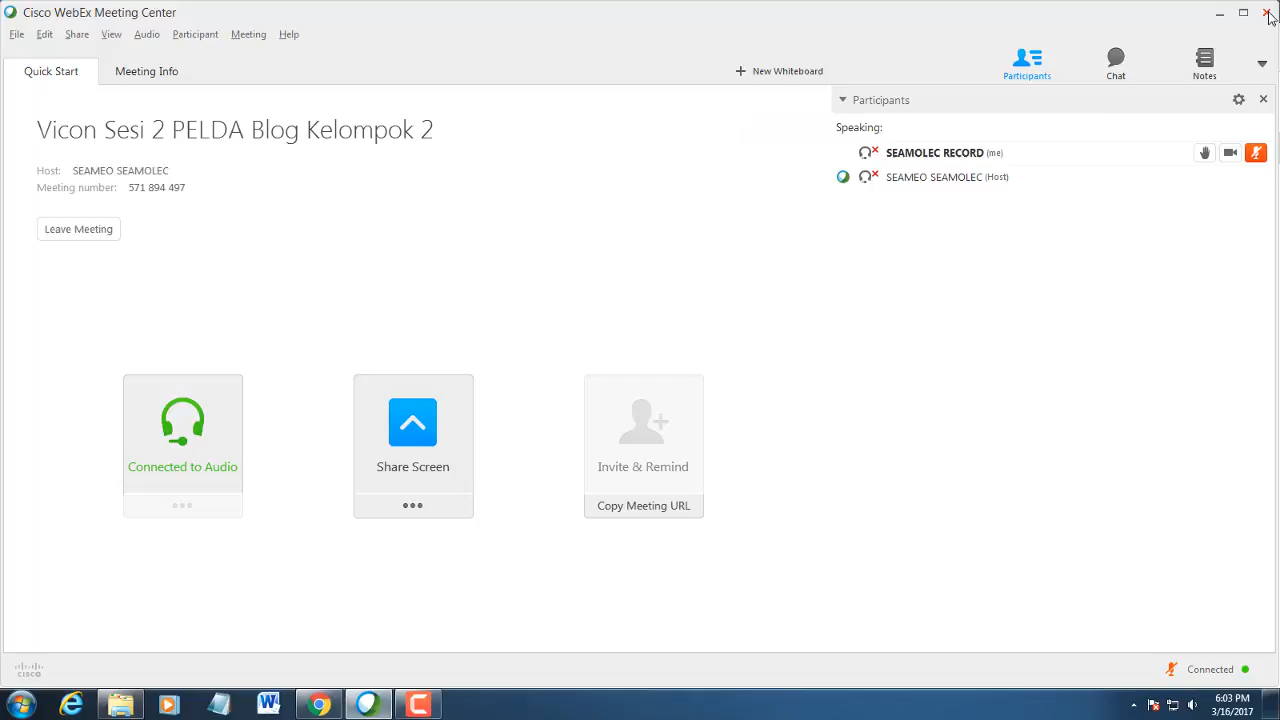 Cisco WebEx Meeting Center
File Edit Share View Audio Participant Meeting Help
Quick Start Meeting Info
New Whiteboard
Participants Chat Notes
Participants
Vicon Sesi 2 PELDA Blog Kelompok 2
Speaking:
SEAMOLEC RECORD (me)
Host: SEAMEO SEAMOLEC
SEAMEO SEAMOLEC (Host)
Meeting number: 571 894 497
Leave Meeting
Connected to Audio
Share Screen
Invite & Remind
Copy Meeting URL
CISCO
Connected
6:03 PM
3/16/2017